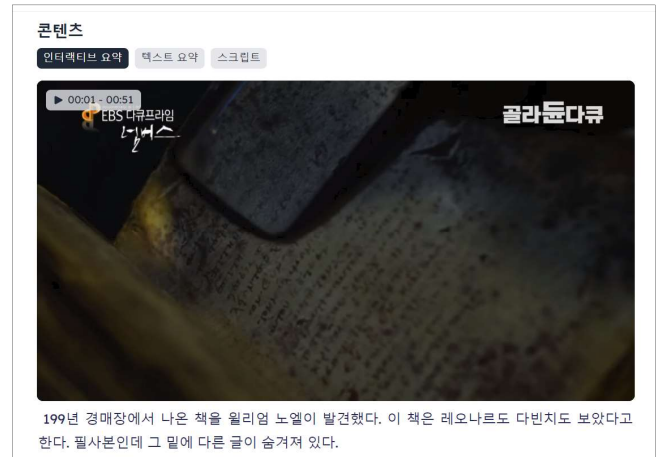 콘텐츠
인터랙티브 요약 텍스트 요약 스크립트
▶ 00:01 - 00:51
EBS 다큐프라임
넘버스
골라듄다큐
199년 경매장에서 나온 책을 윌리엄 노엘이 발견했다. 이 책은 레오나르도 다빈치도 보았다고
한다. 필사본인데 그 밑에 다른 글이 숨겨져 있다.